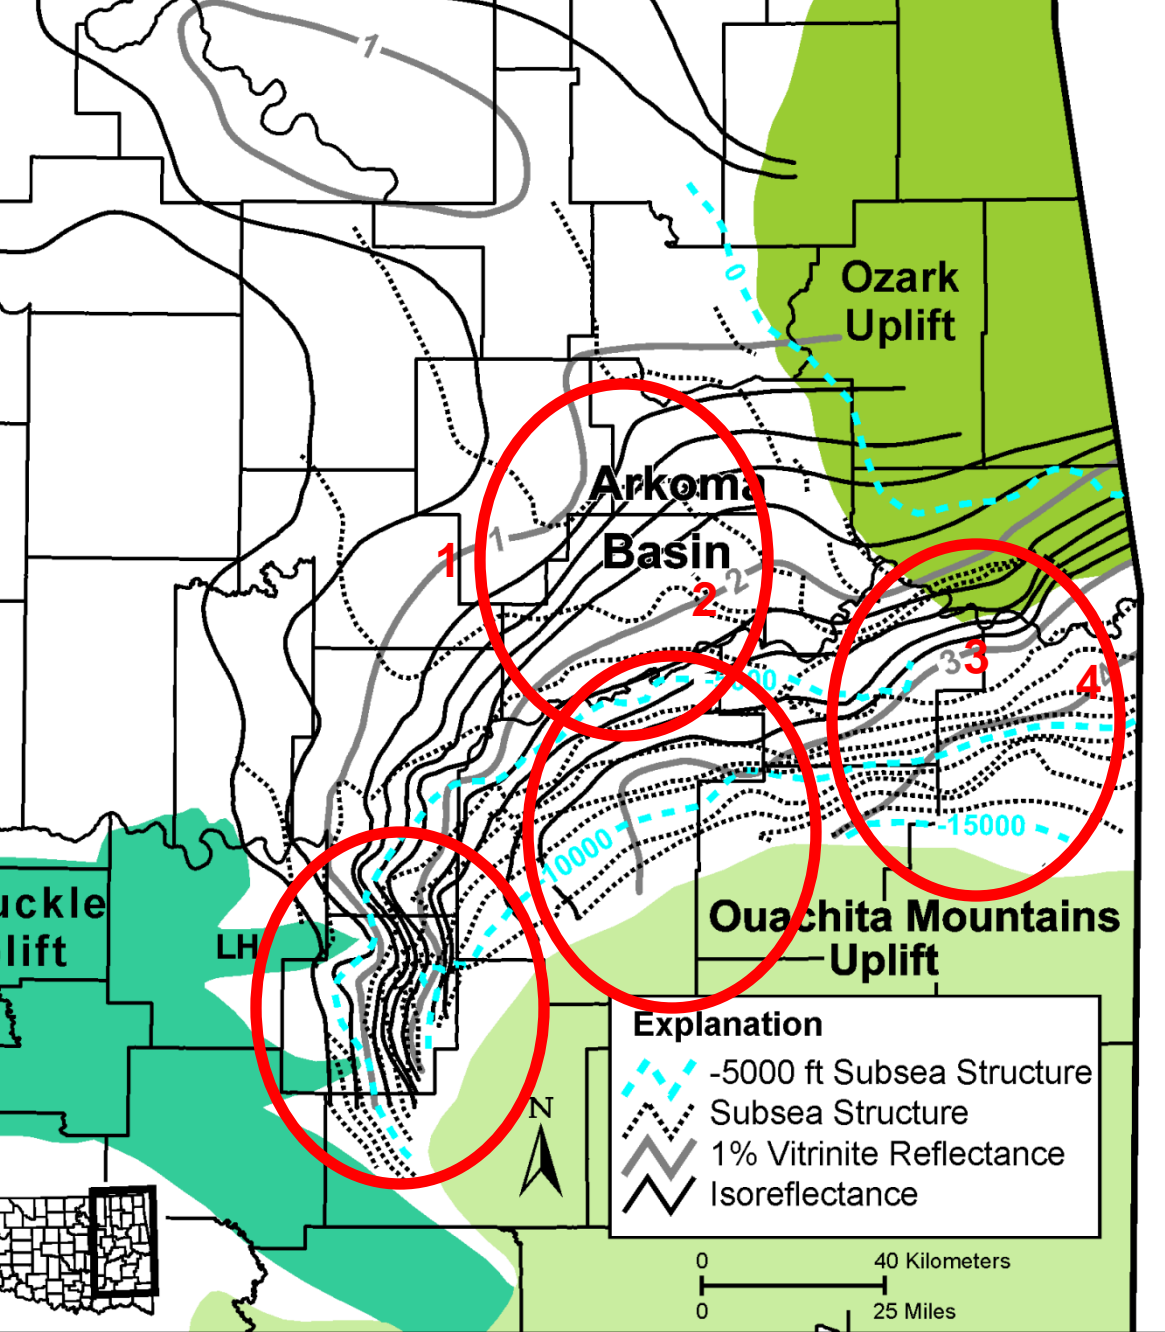 1
0
Ozark
Uplift
Arkoma
Basin
1
1
2
2
3
3
4
4
-5000
-10000
-15000
uckle
lift
LH
Ouachita Mountains
Uplift
Explanation
-5000 ft Subsea Structure
Subsea Structure
1% Vitrinite Reflectance
Isoreflectance
N
0 40 Kilometers
0 25 Miles